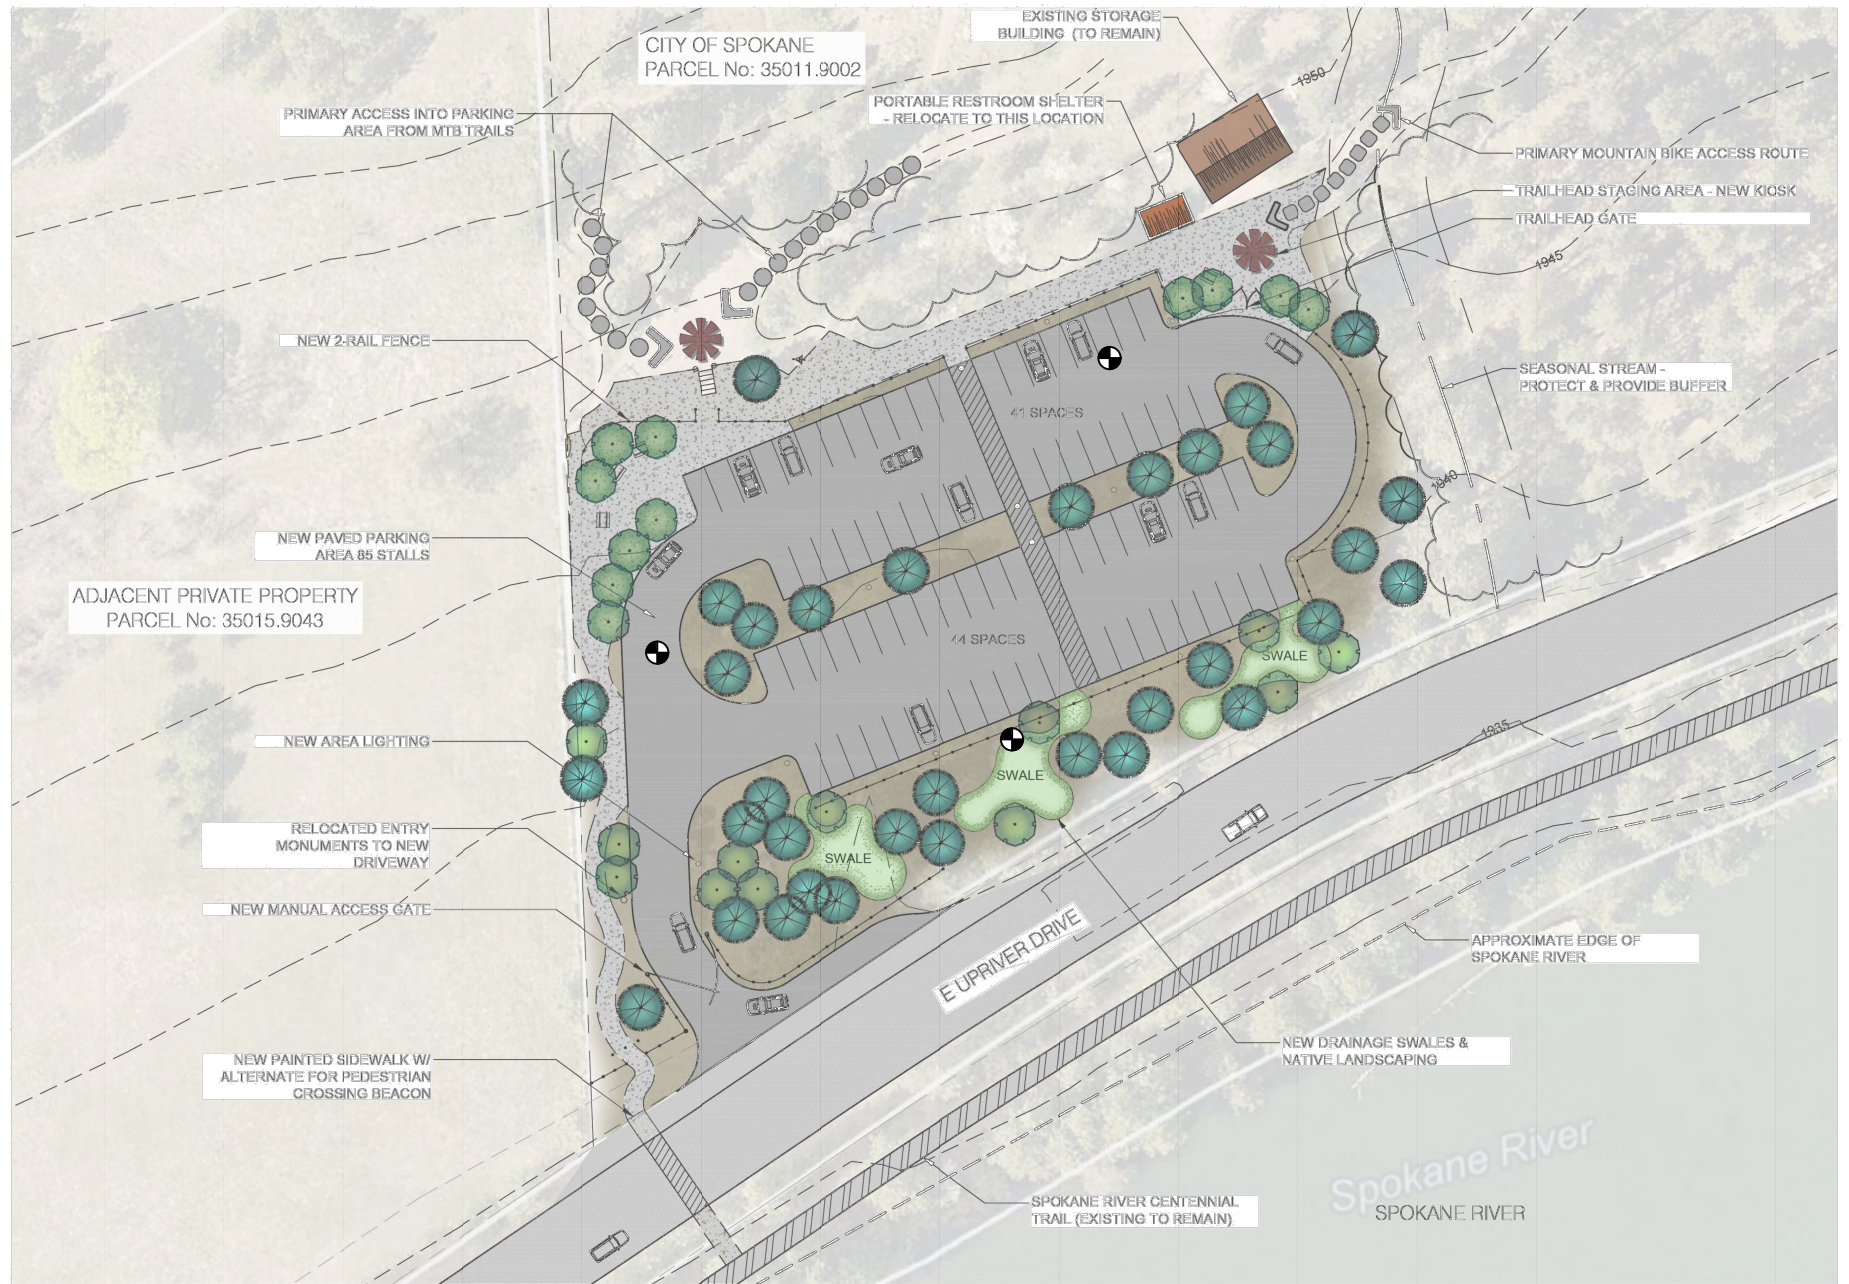 EXISTING STORAGE
BUILDING (TO REMAIN)
CITY OF SPOKANE
PARCEL No: 35011.9002
1950
PORTABLE RESTROOM SHELTER
- RELOCATE TO THIS LOCATION
PRIMARY ACCESS INTO PARKING
AREA FROM MTB TRAILS
PRIMARY MOUNTAIN BIKE ACCESS ROUTE
TRAILHEAD STAGING AREA - NEW KIOSK
TRAILHEAD GATE
1945
NEW 2-RAIL FENCE
SEASONAL STREAM -
PROTECT & PROVIDE BUFFER
41 SPACES
1940
NEW PAVED PARKING
AREA 85 STALLS
ADJACENT PRIVATE PROPERTY
PARCEL No: 35015.9043
44 SPACES
SWALE
1935
NEW AREA LIGHTING
SWALE
RELOCATED ENTRY
MONUMENTS TO NEW
DRIVEWAY
SWALE
NEW MANUAL ACCESS GATE
E UPRIVER DRIVE
APPROXIMATE EDGE OF
SPOKANE RIVER
NEW DRAINAGE SWALES &
NATIVE LANDSCAPING
NEW PAINTED SIDEWALK W/
ALTERNATE FOR PEDESTRIAN
CROSSING BEACON
Spokane River
SPOKANE RIVER CENTENNIAL
TRAIL (EXISTING TO REMAIN)
SPOKANE RIVER